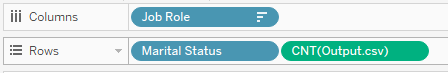 Columns Job Role
Rows Marital Status CNT(Output.csv)